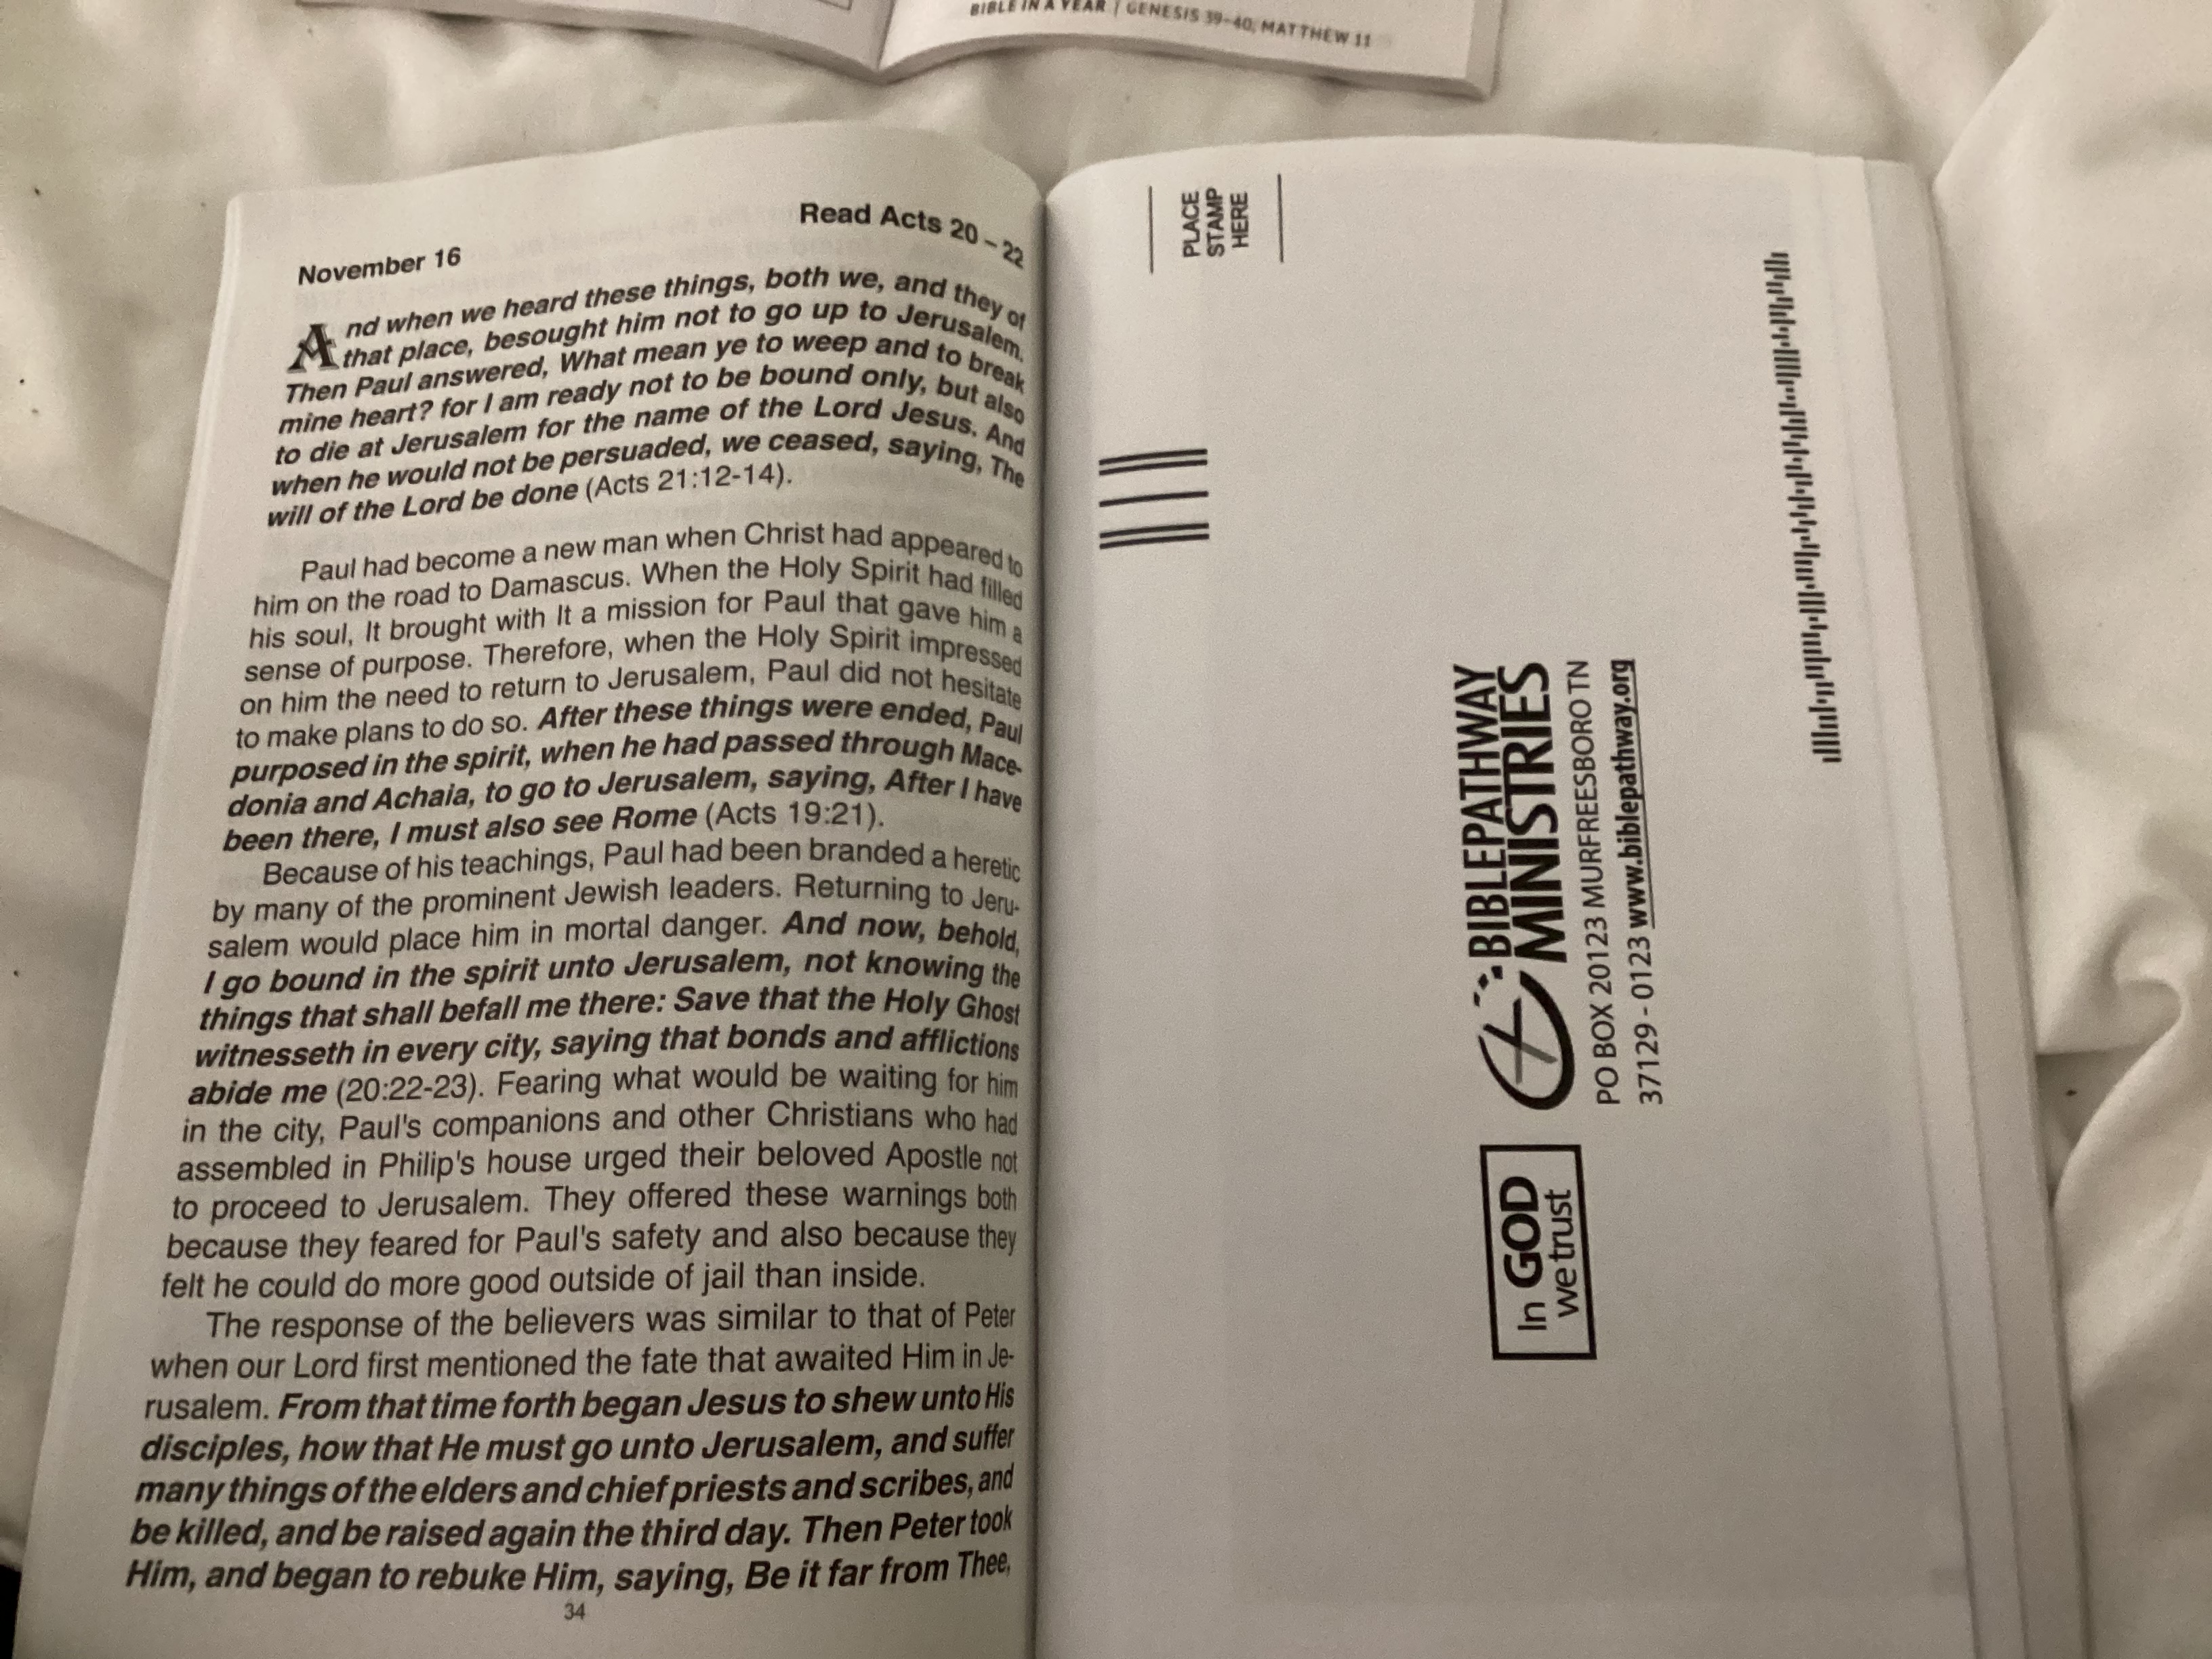 BIBLE IN A YEAR | GENESIS 39–40; MATTHEW 11
November 16
Read Acts 20 – 22
And when we heard these things, both we, and they of
that place, besought him not to go up to Jerusalem.
Then Paul answered, What mean ye to weep and to break
mine heart? for I am ready not to be bound only, but also
to die at Jerusalem for the name of the Lord Jesus. And
when he would not be persuaded, we ceased, saying, The
will of the Lord be done (Acts 21:12-14).
Paul had become a new man when Christ had appeared to
him on the road to Damascus. When the Holy Spirit had filled
his soul, It brought with It a mission for Paul that gave him a
sense of purpose. Therefore, when the Holy Spirit impressed
on him the need to return to Jerusalem, Paul did not hesitate
to make plans to do so. After these things were ended, Paul
purposed in the spirit, when he had passed through Mace-
donia and Achaia, to go to Jerusalem, saying, After I have
been there, I must also see Rome (Acts 19:21).
Because of his teachings, Paul had been branded a heretic
by many of the prominent Jewish leaders. Returning to Jeru-
salem would place him in mortal danger. And now, behold,
I go bound in the spirit unto Jerusalem, not knowing the
things that shall befall me there: Save that the Holy Ghost
witnesseth in every city, saying that bonds and afflictions
abide me (20:22-23). Fearing what would be waiting for him
in the city, Paul's companions and other Christians who had
assembled in Philip's house urged their beloved Apostle not
to proceed to Jerusalem. They offered these warnings both
because they feared for Paul's safety and also because they
felt he could do more good outside of jail than inside.
The response of the believers was similar to that of Peter
when our Lord first mentioned the fate that awaited Him in Je-
rusalem. From that time forth began Jesus to shew unto His
disciples, how that He must go unto Jerusalem, and suffer
many things of the elders and chief priests and scribes, and
be killed, and be raised again the third day. Then Peter took
Him, and began to rebuke Him, saying, Be it far from Thee,
34
PLACE
STAMP
HERE
BIBLEPATHWAY
MINISTRIES
PO BOX 20123 MURFREESBORO TN
37129 - 0123 www.biblepathway.org
In GOD
we trust